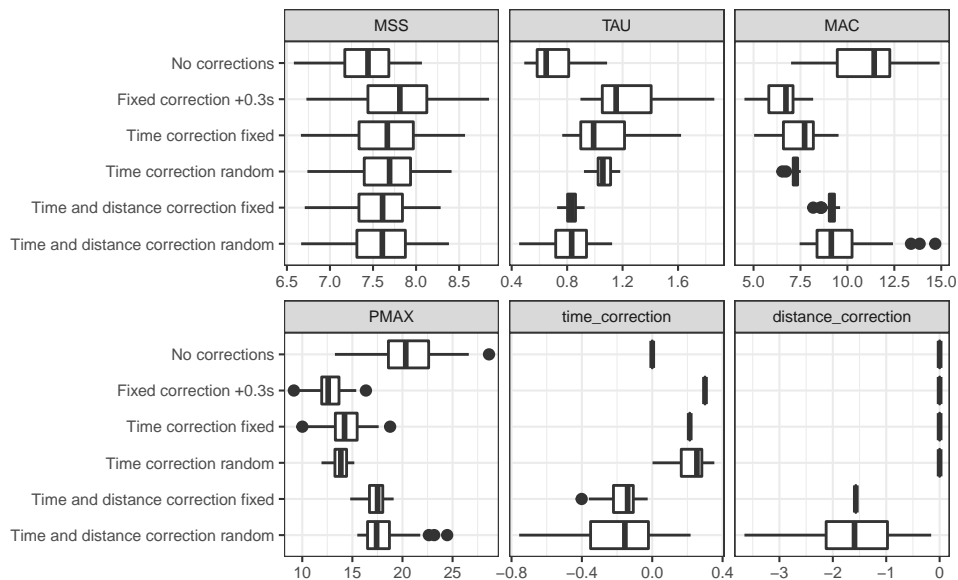 MSS TAU MAC
No corrections
Fixed correction +0.3s
Time correction fixed
Time correction random
Time and distance correction fixed
Time and distance correction random
6.5 7.0 7.5 8.0 8.5 0.4 0.8 1.2 1.6 5.0 7.5 10.0 12.5 15.0
PMAX time_correction distance_correction
No corrections
Fixed correction +0.3s
Time correction fixed
Time correction random
Time and distance correction fixed
Time and distance correction random
10 15 20 25 −0.8 −0.4 0.0 0.4 −3 −2 −1 0